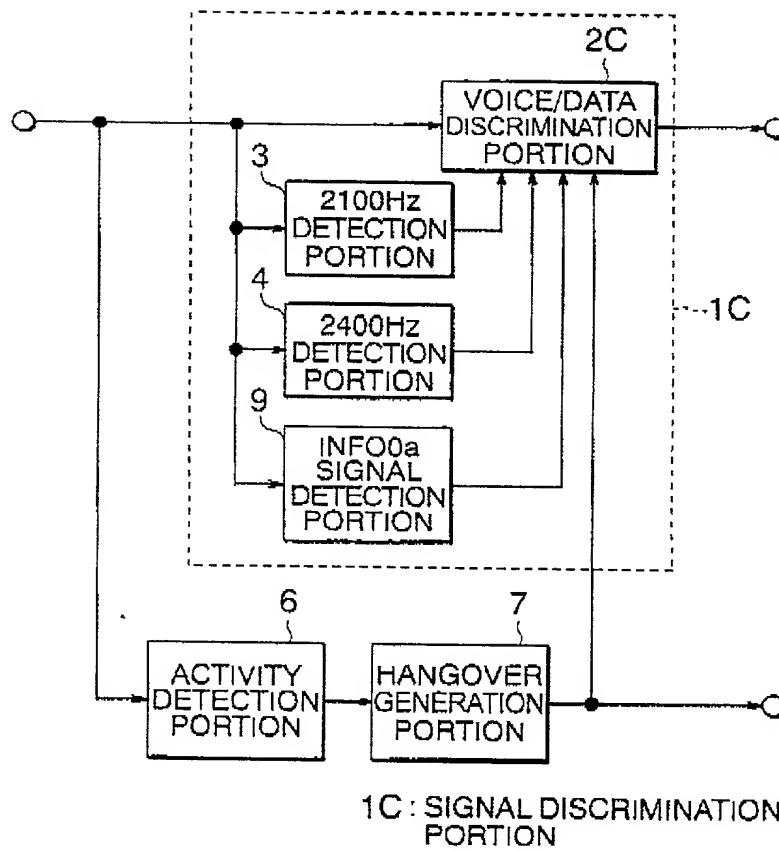 2C
VOICE/DATA
DISCRIMINATION
PORTION
3
2100Hz
DETECTION
PORTION
4
2400Hz
DETECTION
PORTION
1C
9
INFO0a
SIGNAL
DETECTION
PORTION
6
ACTIVITY
DETECTION
PORTION
7
HANGOVER
GENERATION
PORTION
1C : SIGNAL DISCRIMINATION
PORTION